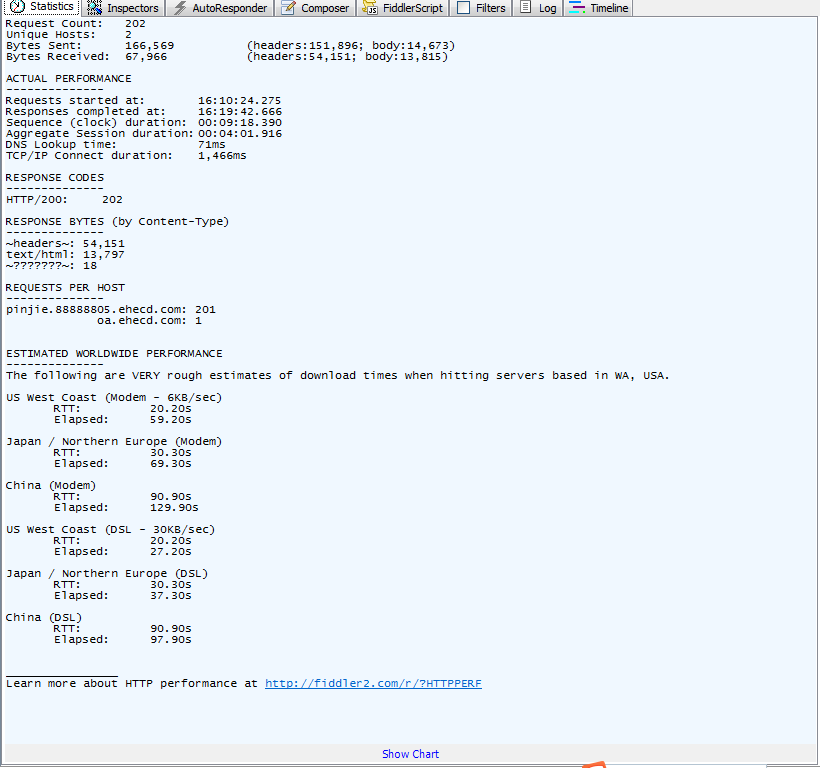 Statistics Inspectors AutoResponder Composer FiddlerScript Filters Log Timeline
Request Count: 202
Unique Hosts: 2
Bytes Sent: 166,569 (headers:151,896; body:14,673)
Bytes Received: 67,966 (headers:54,151; body:13,815)
ACTUAL PERFORMANCE
--------------
Requests started at: 16:10:24.275
Responses completed at: 16:19:42.666
Sequence (clock) duration: 00:09:18.390
Aggregate Session duration: 00:04:01.916
DNS Lookup time: 71ms
TCP/IP Connect duration: 1,466ms
RESPONSE CODES
--------------
HTTP/200: 202
RESPONSE BYTES (by Content-Type)
--------------
~headers~: 54,151
text/html: 13,797
~???????~: 18
REQUESTS PER HOST
--------------
pinjie.88888805.ehecd.com: 201
oa.ehecd.com: 1
ESTIMATED WORLDWIDE PERFORMANCE
--------------
The following are VERY rough estimates of download times when hitting servers based in WA, USA.
US West Coast (Modem - 6KB/sec)
RTT: 20.20s
Elapsed: 59.20s
Japan / Northern Europe (Modem)
RTT: 30.30s
Elapsed: 69.30s
China (Modem)
RTT: 90.90s
Elapsed: 129.90s
US West Coast (DSL - 30KB/sec)
RTT: 20.20s
Elapsed: 27.20s
Japan / Northern Europe (DSL)
RTT: 30.30s
Elapsed: 37.30s
China (DSL)
RTT: 90.90s
Elapsed: 97.90s
________________
Learn more about HTTP performance at http://fiddler2.com/r/?HTTPPERF
Show Chart